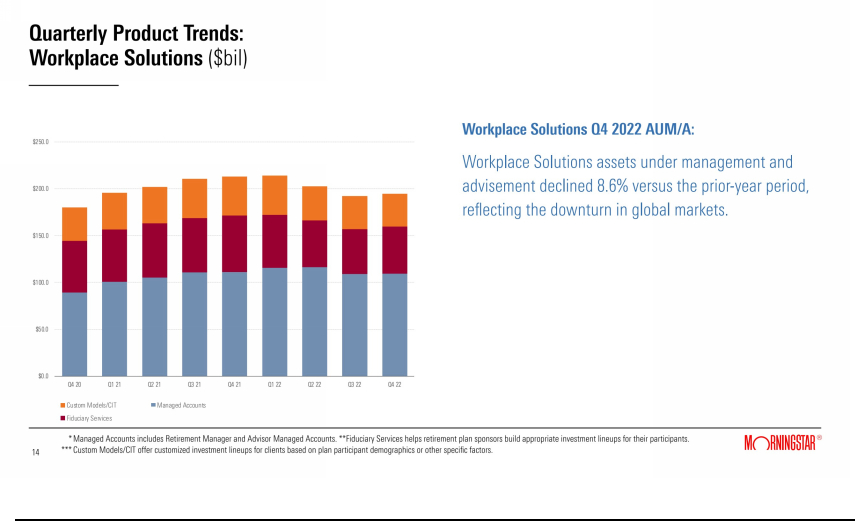 Quarterly Product Trends:
Workplace Solutions ($bil)
Workplace Solutions Q4 2022 AUM/A:
Workplace Solutions assets under management and
advisement declined 8.6% versus the prior-year period,
reflecting the downturn in global markets.
$250.0
$200.0
$150.0
$100.0
$50.0
$0.0
Q4 20 Q1 21 Q2 21 Q3 21 Q4 21 Q1 22 Q2 22 Q3 22 Q4 22
Custom Models/CIT Managed Accounts
Fiduciary Services
* Managed Accounts includes Retirement Manager and Advisor Managed Accounts. **Fiduciary Services helps retirement plan sponsors build appropriate investment lineups for their participants.
*** Custom Models/CIT offer customized investment lineups for clients based on plan participant demographics or other specific factors.
14
MORNINGSTAR®